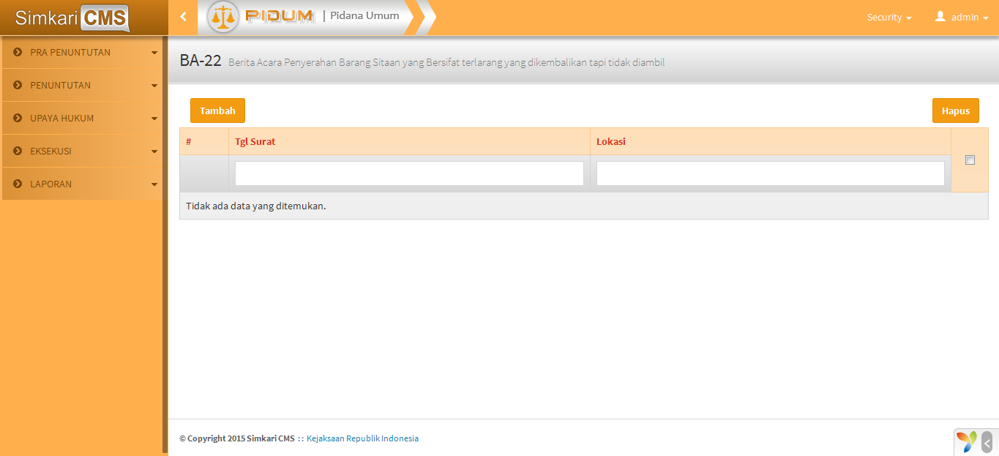 Simkari CMS
PIDUM | Pidana Umum
Security
admin
PRA PENUNTUTAN
PENUNTUTAN
UPAYA HUKUM
EKSEKUSI
LAPORAN
BA-22 Berita Acara Penyerahan Barang Sitaan yang Bersifat terlarang yang dikembalikan tapi tidak diambil
Tambah
Hapus
# Tgl Surat Lokasi
Tidak ada data yang ditemukan.
© Copyright 2015 Simkari CMS :: Kejaksaan Republik Indonesia